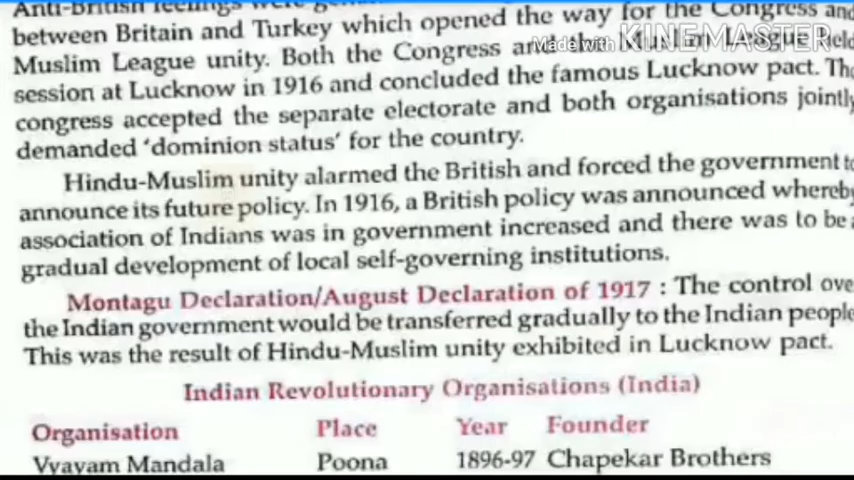 Anti-British feelings were
between Britain and Turkey which opened the way for the Congress and
Muslim League unity. Both the Congress and the Muslim League held
session at Lucknow in 1916 and concluded the famous Lucknow pact. The
congress accepted the separate electorate and both organisations jointly
demanded 'dominion status' for the country.
Hindu-Muslim unity alarmed the British and forced the government to
announce its future policy. In 1916, a British policy was announced whereby
association of Indians was in government increased and there was to be a
gradual development of local self-governing institutions.
Montagu Declaration/August Declaration of 1917 : The control over
the Indian government would be transferred gradually to the Indian people
This was the result of Hindu-Muslim unity exhibited in Lucknow pact.
Indian Revolutionary Organisations (India)
Organisation Place Year Founder
Vyayam Mandala Poona 1896-97 Chapekar Brothers
Made with KINEMASTER